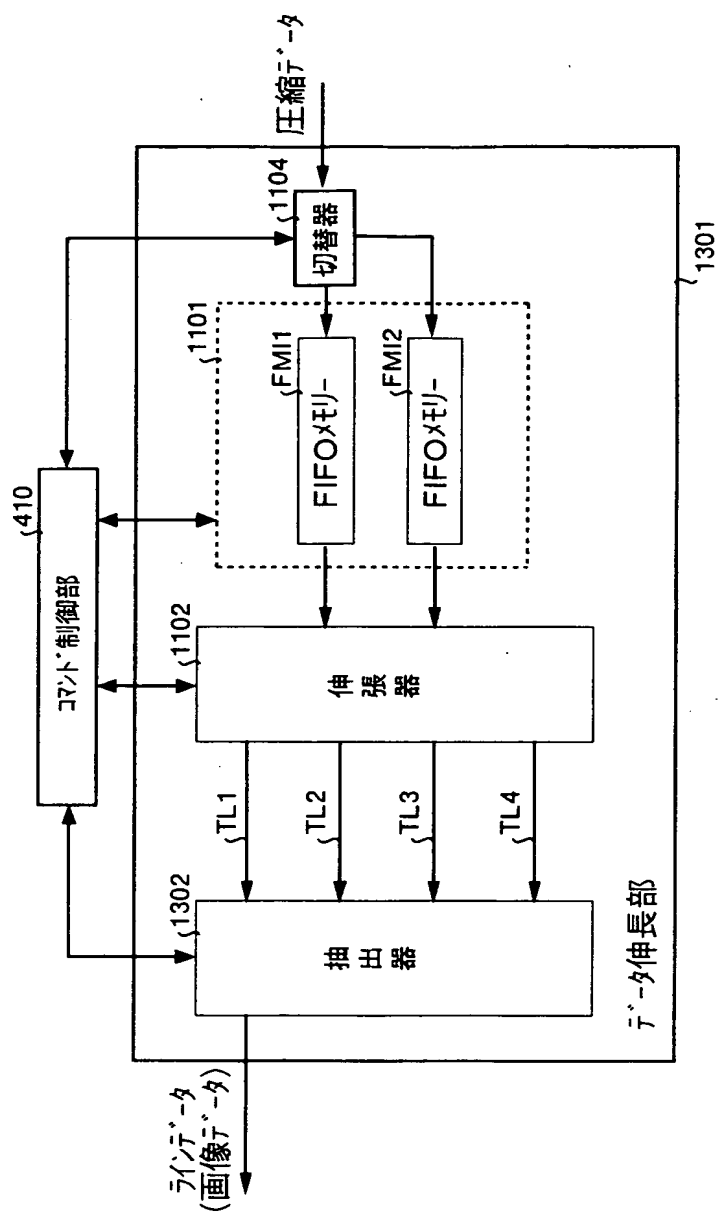 圧縮データ
1104
切替器
1101
FMI1
FIFOメモリー
FMI2
FIFOメモリー
410
コマンド制御部
1102
伸張器
TL1
TL2
TL3
TL4
1302
抽出器
ラインデータ
(画像データ)
データ伸長部
1301